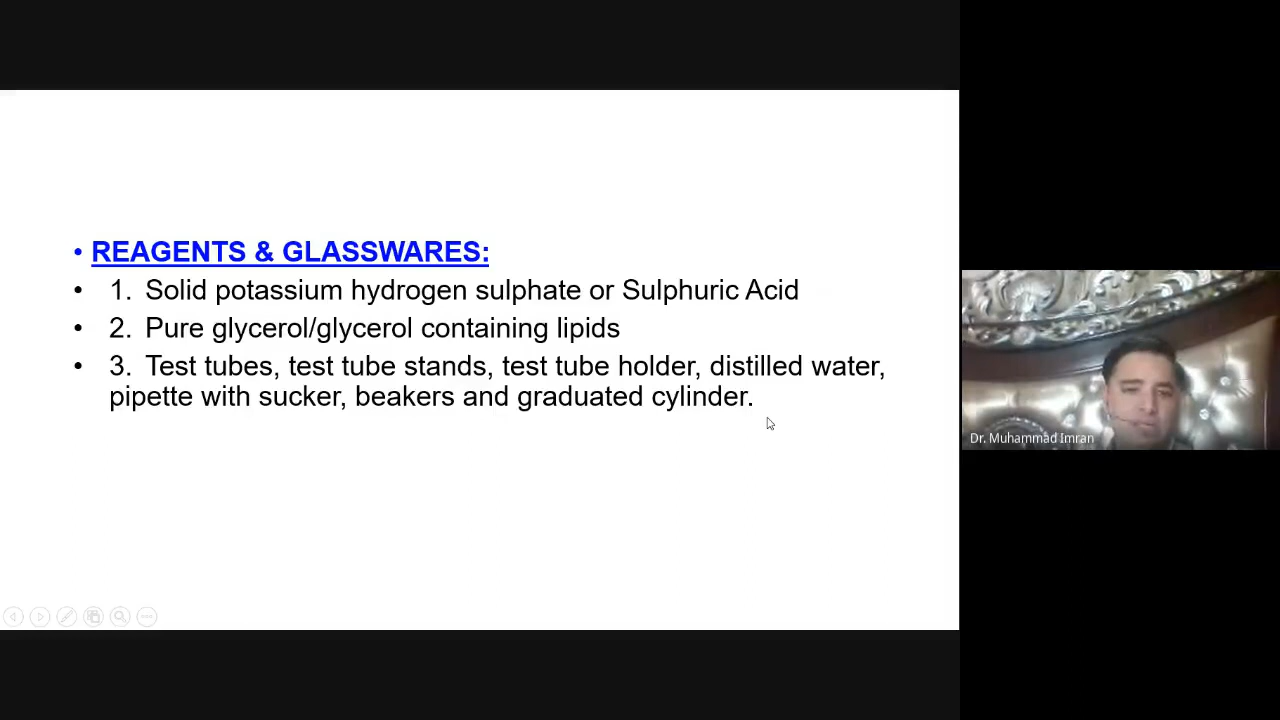 • REAGENTS & GLASSWARES:
• 1. Solid potassium hydrogen sulphate or Sulphuric Acid
• 2. Pure glycerol/glycerol containing lipids
• 3. Test tubes, test tube stands, test tube holder, distilled water,
pipette with sucker, beakers and graduated cylinder.
Dr. Muhammad Imran